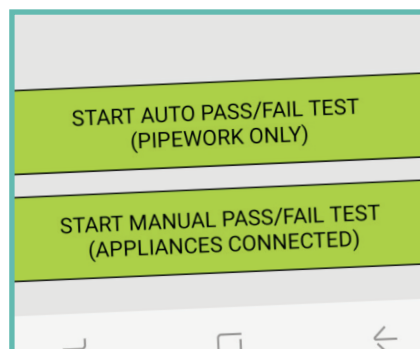 START AUTO PASS/FAIL TEST
(PIPEWORK ONLY)
START MANUAL PASS/FAIL TEST
(APPLIANCES CONNECTED)